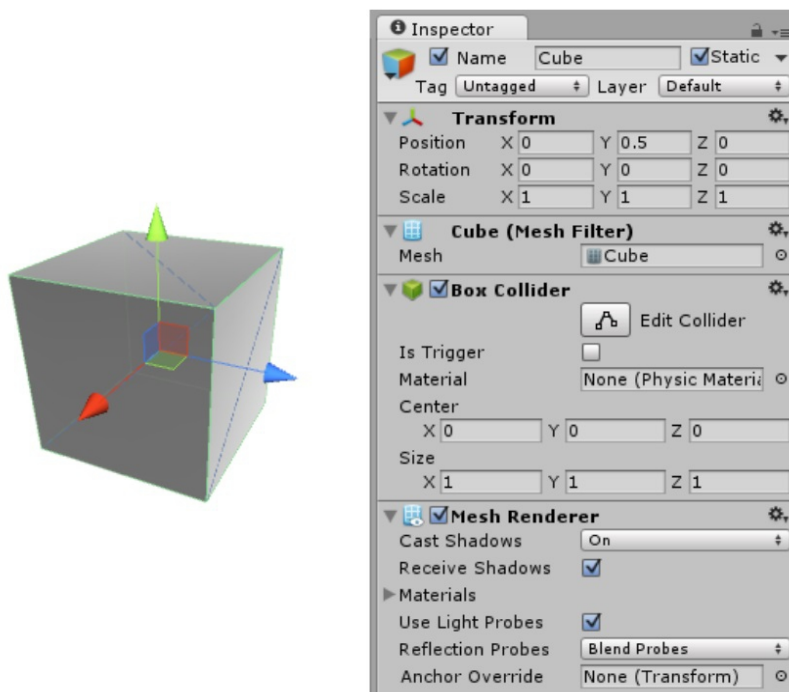 Inspector
Name Cube Static
Tag Untagged Layer Default
Transform
Position X 0 Y 0.5 Z 0
Rotation X 0 Y 0 Z 0
Scale X 1 Y 1 Z 1
Cube (Mesh Filter)
Mesh Cube
Box Collider
Edit Collider
Is Trigger
Material None (Physic Materia
Center
X 0 Y 0 Z 0
Size
X 1 Y 1 Z 1
Mesh Renderer
Cast Shadows On
Receive Shadows
Materials
Use Light Probes
Reflection Probes Blend Probes
Anchor Override None (Transform)